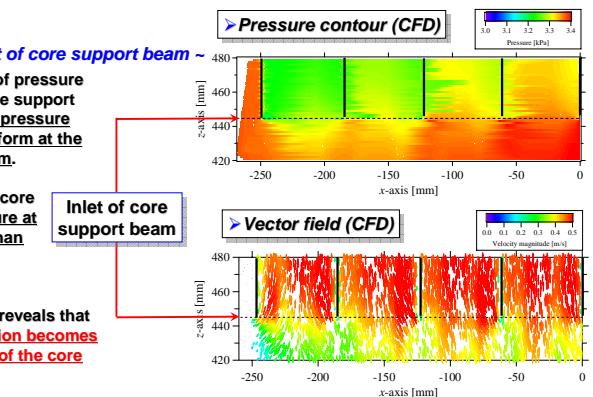 t of core support beam ~
of pressure
e support
pressure
form at the
m.
core
ure at
han
reveals that
ion becomes
of the core
Inlet of core
support beam
➢Pressure contour (CFD)
3.0 3.1 3.2 3.3 3.4
Pressure [kPa]
480
460
440
420
z-axis [mm]
-250 -200 -150 -100 -50 0
x-axis [mm]
➢Vector field (CFD)
0.0 0.1 0.2 0.3 0.4 0.5
Velocity magnitude [m/s]
480
460
440
420
z-axis [mm]
-250 -200 -150 -100 -50 0
x-axis [mm]